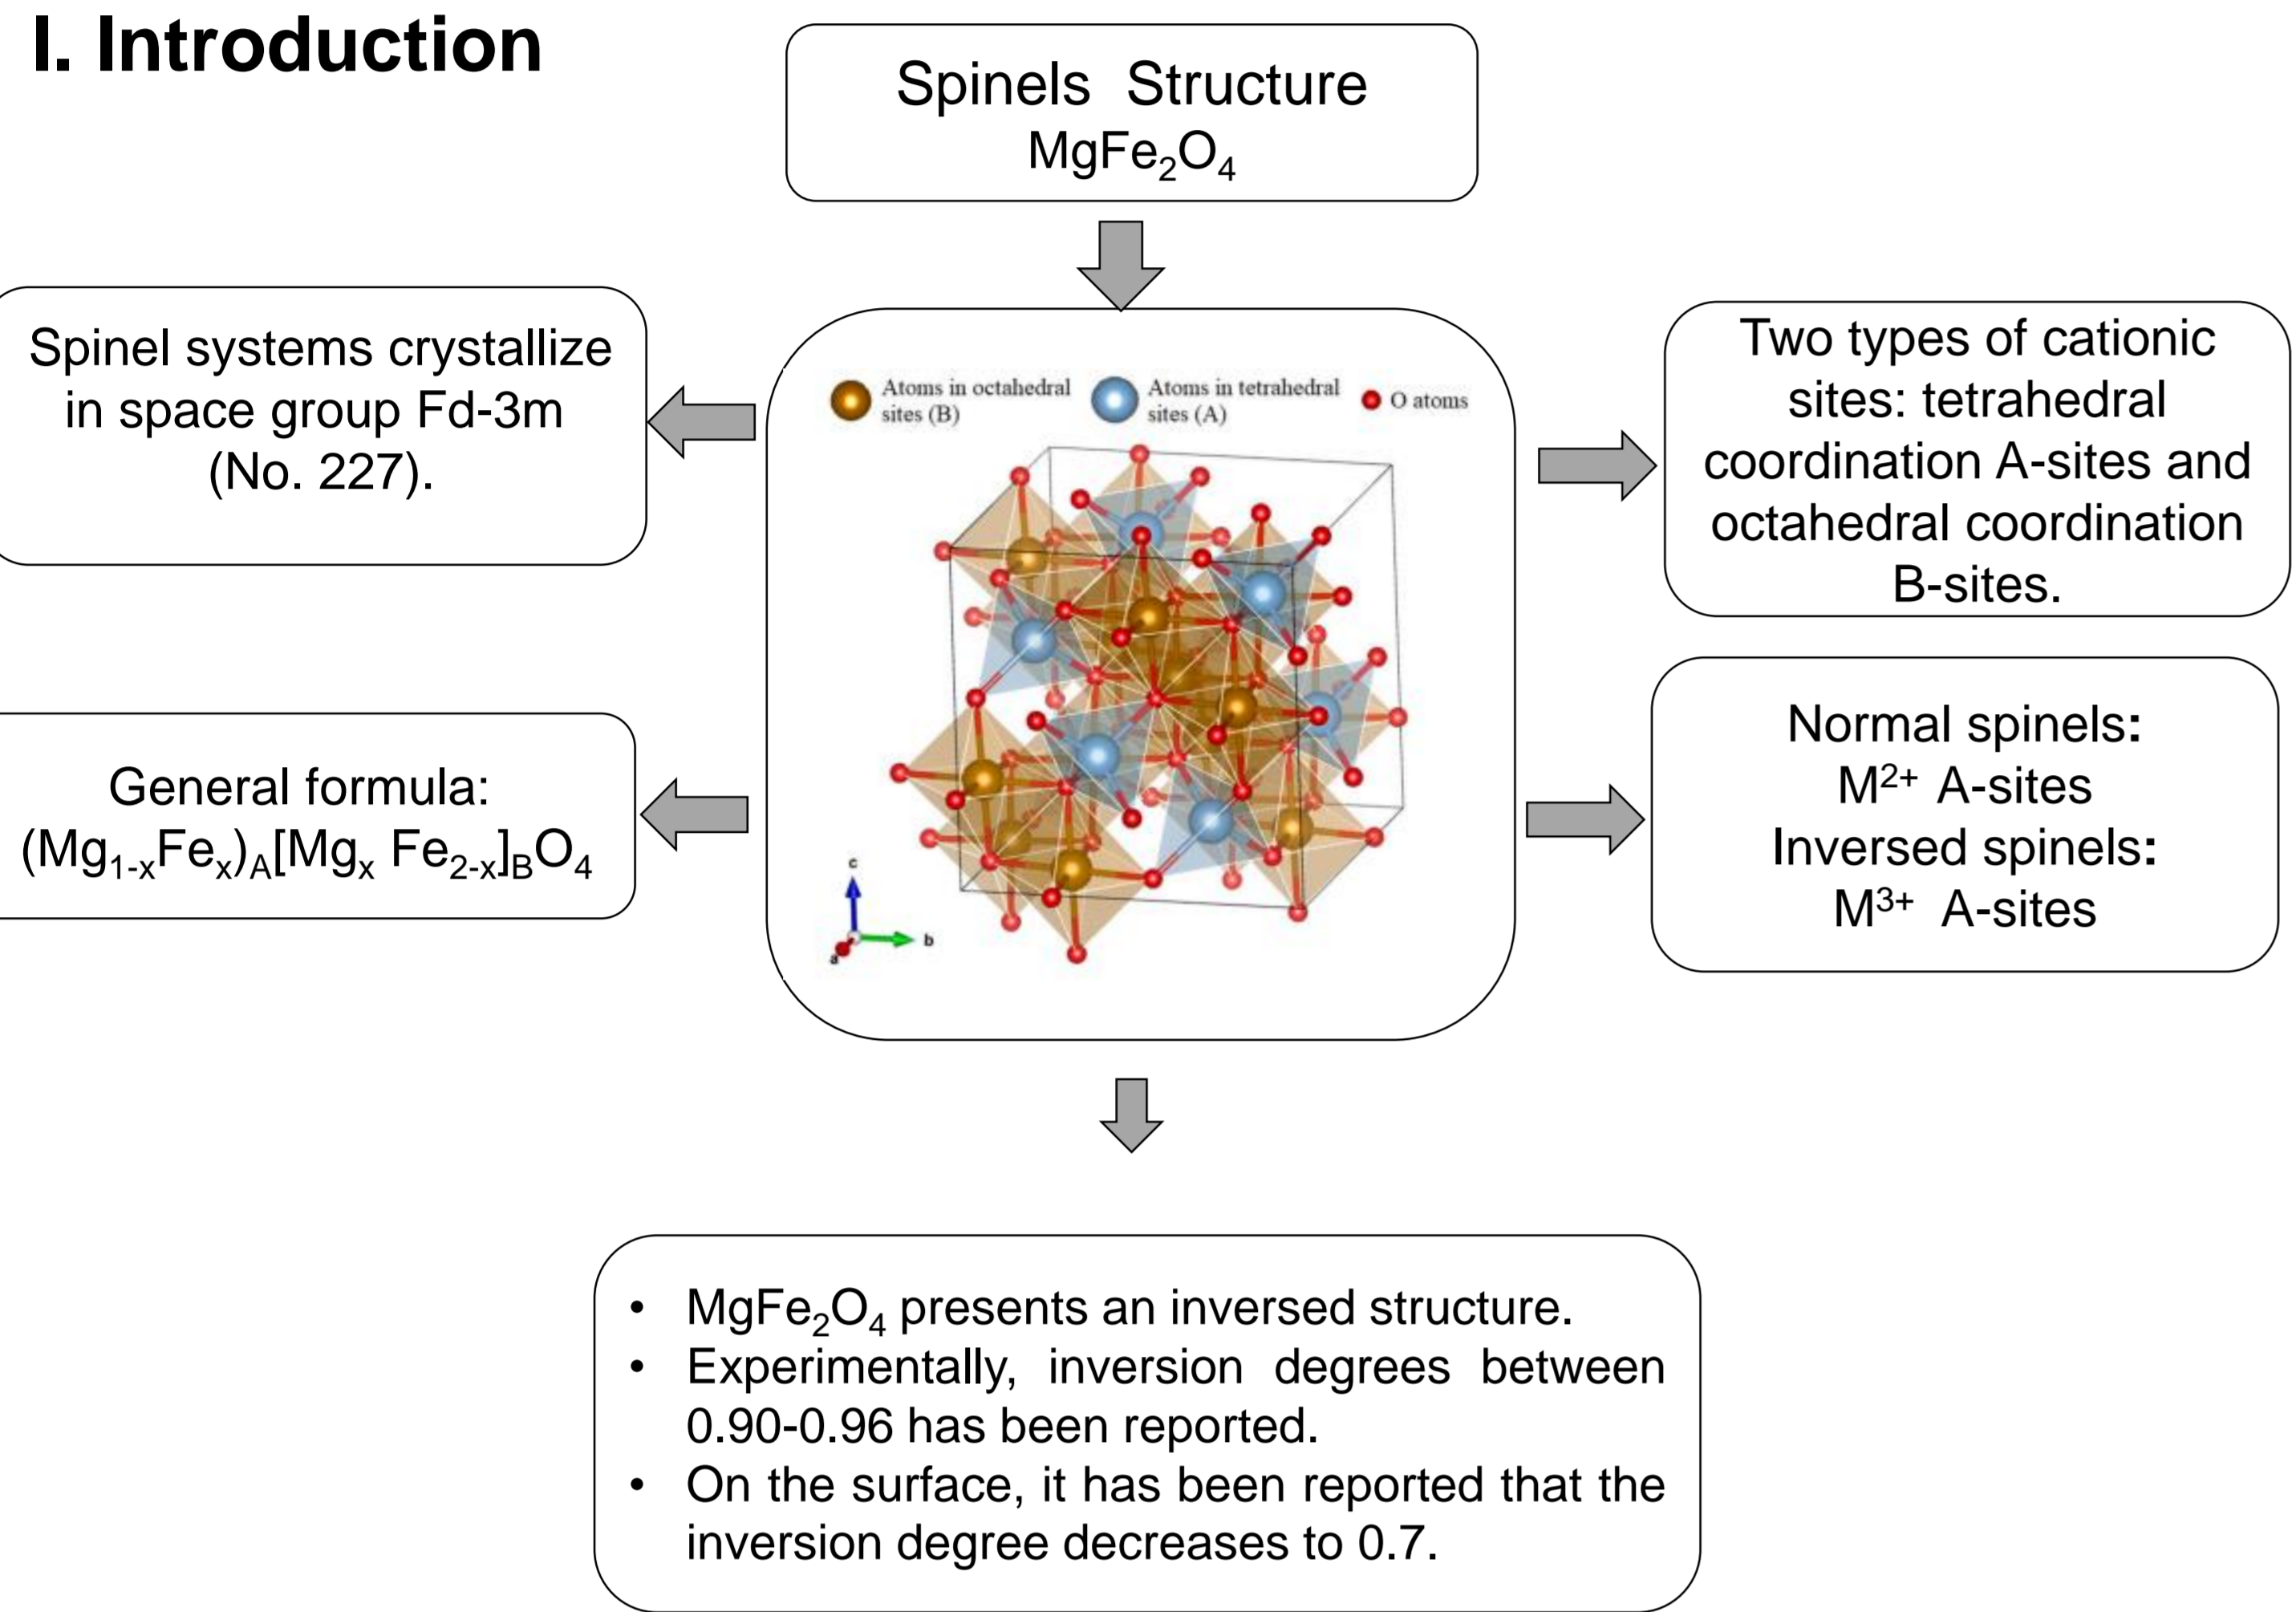 I. Introduction
Spinels Structure
MgFe₂O₄
Spinel systems crystallize
in space group Fd-3m
(No. 227).
General formula:
(Mg₁₋ₓFeₓ)A[Mgₓ Fe₂₋ₓ]BO₄
Atoms in octahedral
sites (B)
Atoms in tetrahedral
sites (A)
O atoms
c
b
a
Two types of cationic
sites: tetrahedral
coordination A-sites and
octahedral coordination
B-sites.
Normal spinels:
M²⁺ A-sites
Inversed spinels:
M³⁺ A-sites
• MgFe₂O₄ presents an inversed structure.
• Experimentally, inversion degrees between
0.90-0.96 has been reported.
• On the surface, it has been reported that the
inversion degree decreases to 0.7.